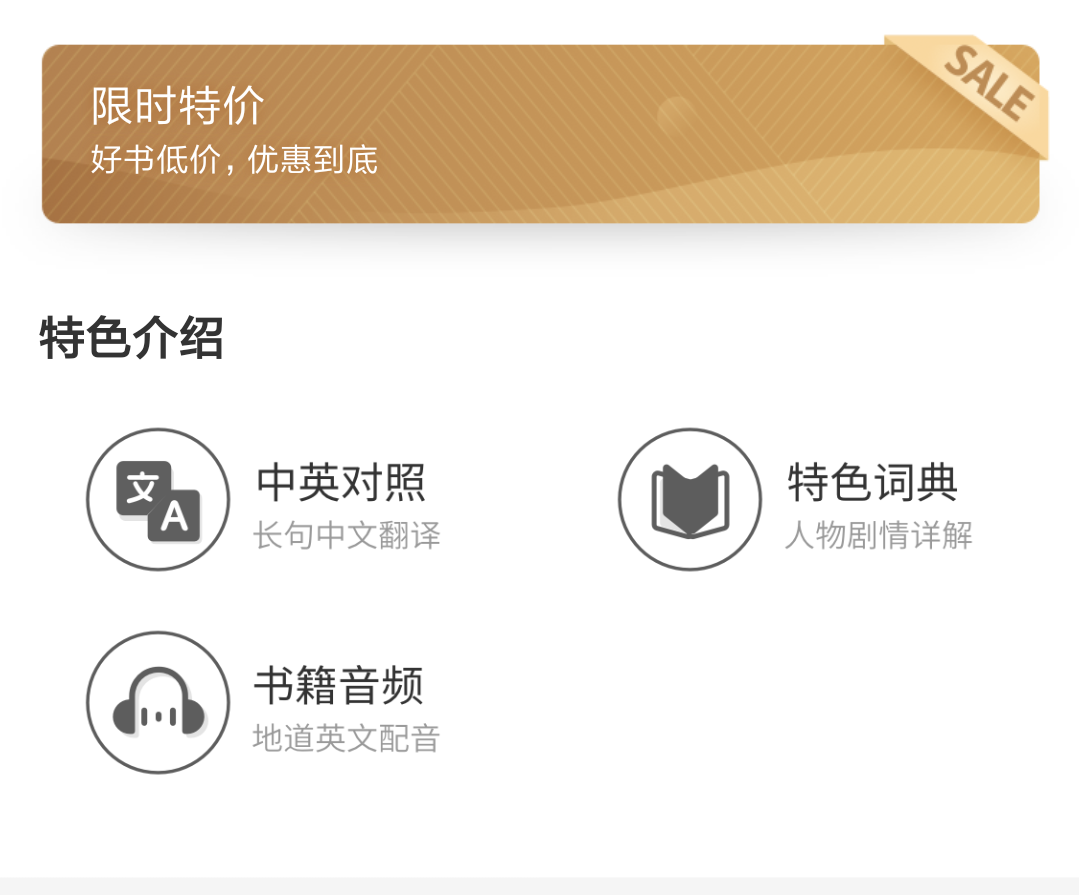 限时特价
SALE
好书低价，优惠到底
特色介绍
文
A
中英对照
长句中文翻译
特色词典
人物剧情详解
书籍音频
地道英文配音